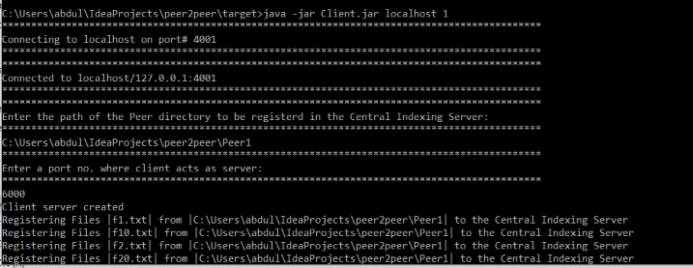 C:\Users\abdul\IdeaProjects\peer2peer\target>java -jar Client.jar localhost 1
********************************************************************************
Connecting to localhost on port# 4001
********************************************************************************
********************************************************************************
Connected to localhost/127.0.0.1:4001
********************************************************************************
********************************************************************************
Enter the path of the Peer directory to be registerd in the Central Indexing Server:
********************************************************************************
C:\Users\abdul\IdeaProjects\peer2peer\Peer1
********************************************************************************
Enter a port no. where client acts as server:
********************************************************************************
6000
Client server created
Registering Files |f1.txt| from |C:\Users\abdul\IdeaProjects\peer2peer\Peer1| to the Central Indexing Server
Registering Files |f10.txt| from |C:\Users\abdul\IdeaProjects\peer2peer\Peer1| to the Central Indexing Server
Registering Files |f2.txt| from |C:\Users\abdul\IdeaProjects\peer2peer\Peer1| to the Central Indexing Server
Registering Files |f20.txt| from |C:\Users\abdul\IdeaProjects\peer2peer\Peer1| to the Central Indexing Server